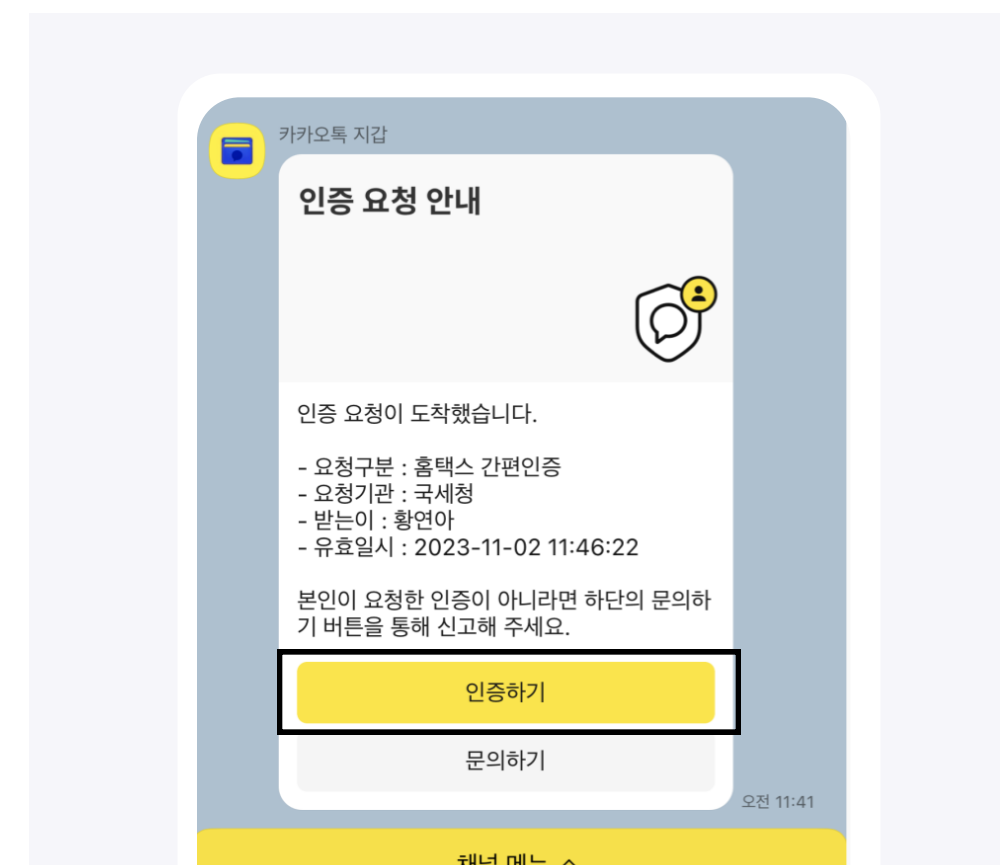 카카오톡 지갑
인증 요청 안내
인증 요청이 도착했습니다.
- 요청구분 : 홈택스 간편인증
- 요청기관 : 국세청
- 받는이 : 황연아
- 유효일시 : 2023-11-02 11:46:22
본인이 요청한 인증이 아니라면 하단의 문의하
기 버튼을 통해 신고해 주세요.
인증하기
문의하기
오전 11:41
채널 메뉴